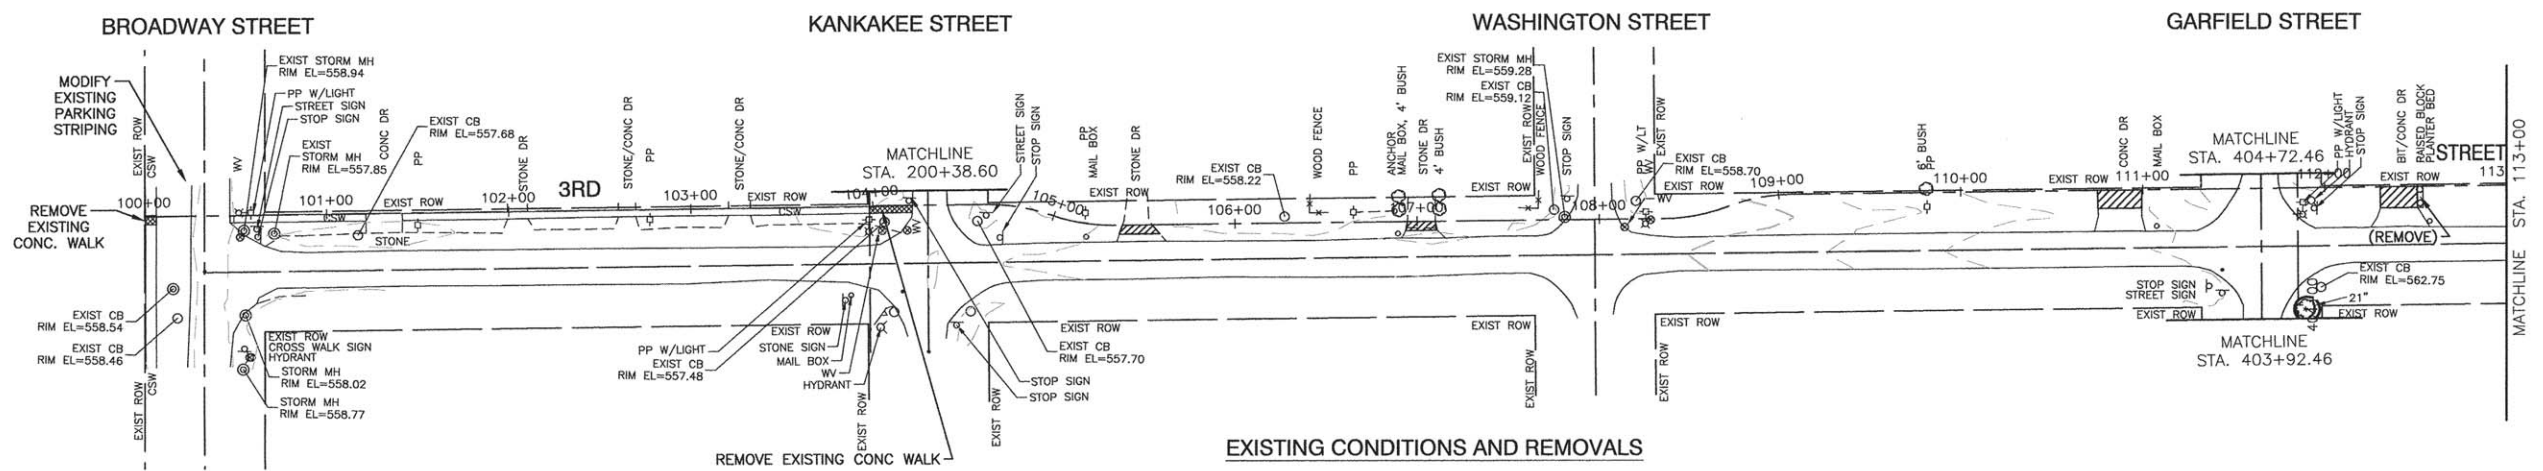 BROADWAY STREET
KANKAKEE STREET
WASHINGTON STREET
GARFIELD STREET
MODIFY
EXISTING
PARKING
STRIPING
EXIST ROW
CSW
WV
EXIST STORM MH
RIM EL=558.94
PP W/LIGHT
STREET SIGN
STOP SIGN
EXIST
STORM MH
RIM EL=557.85
CONC DR
EXIST CB
RIM EL=557.68
PP
STONE DR
STONE/CONC DR
PP
STONE/CONC DR
MATCHLINE
STA. 200+38.60
STREET SIGN
STOP SIGN
PP
MAIL BOX
STONE DR
EXIST CB
RIM EL=558.22
WOOD FENCE
PP
ANCHOR
MAIL BOX, 4' BUSH
STONE DR
4' BUSH
EXIST STORM MH
RIM EL=559.28
EXIST CB
RIM EL=559.12
EXIST ROW
WOOD FENCE
STOP SIGN
PP W/LT
WV
EXIST ROW
EXIST CB
RIM EL=558.70
WV
BUSH
PP
CONC DR
MAIL BOX
MATCHLINE
STA. 404+72.46
PP W/LIGHT
HYDRANT
STOP SIGN
BIT/CONC DR
RAISED BLOCK
PLANTER BED
STREET
113
MATCHLINE STA. 113+00
100+00
101+00
EXIST ROW
102+00
3RD
103+00
EXIST ROW
104+00
105+00
EXIST ROW
106+00
107+00
EXIST ROW
108+00
EXIST ROW
109+00
110+00
EXIST ROW
111+00
112+00
EXIST ROW
REMOVE
EXISTING
CONC. WALK
CSW
STONE
CSW
WV
(REMOVE)
EXIST CB
RIM EL=558.54
EXIST CB
RIM EL=558.46
EXIST ROW
CSW
EXIST ROW
CROSS WALK SIGN
HYDRANT
STORM MH
RIM EL=558.02
STORM MH
RIM EL=558.77
PP W/LIGHT
EXIST CB
RIM EL=557.48
EXIST ROW
STONE SIGN
MAIL BOX
WV
HYDRANT
EXIST ROW
EXIST ROW
EXIST CB
RIM EL=557.70
STOP SIGN
STOP SIGN
EXIST ROW
REMOVE EXISTING CONC WALK
EXIST ROW
EXIST ROW
EXIST ROW
EXIST ROW
STOP SIGN
STREET SIGN
EXIST ROW
EXIST CB
RIM EL=562.75
21"
EXIST ROW
MATCHLINE
STA. 403+92.46
EXISTING CONDITIONS AND REMOVALS